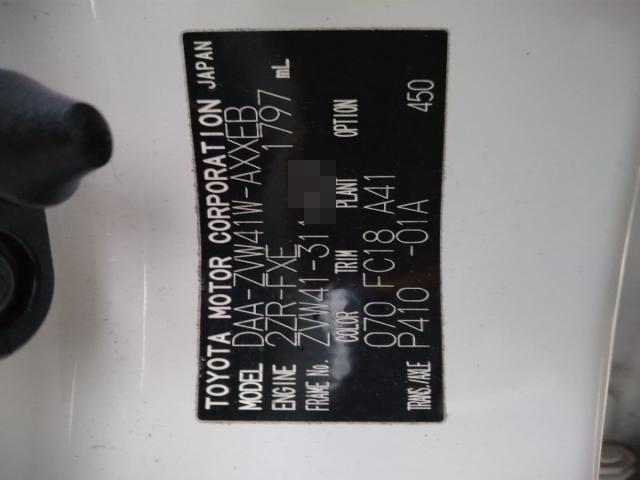 TOYOTA MOTOR CORPORATION JAPAN
MODEL DAA-ZVW41W-AXXEB
ENGINE 2ZR-FXE 1797 mL
FRAME No. ZVW41-311
COLOR TRIM PLANT OPTION
070 FC18 A41
TRANS./AXLE P410 -01A 450